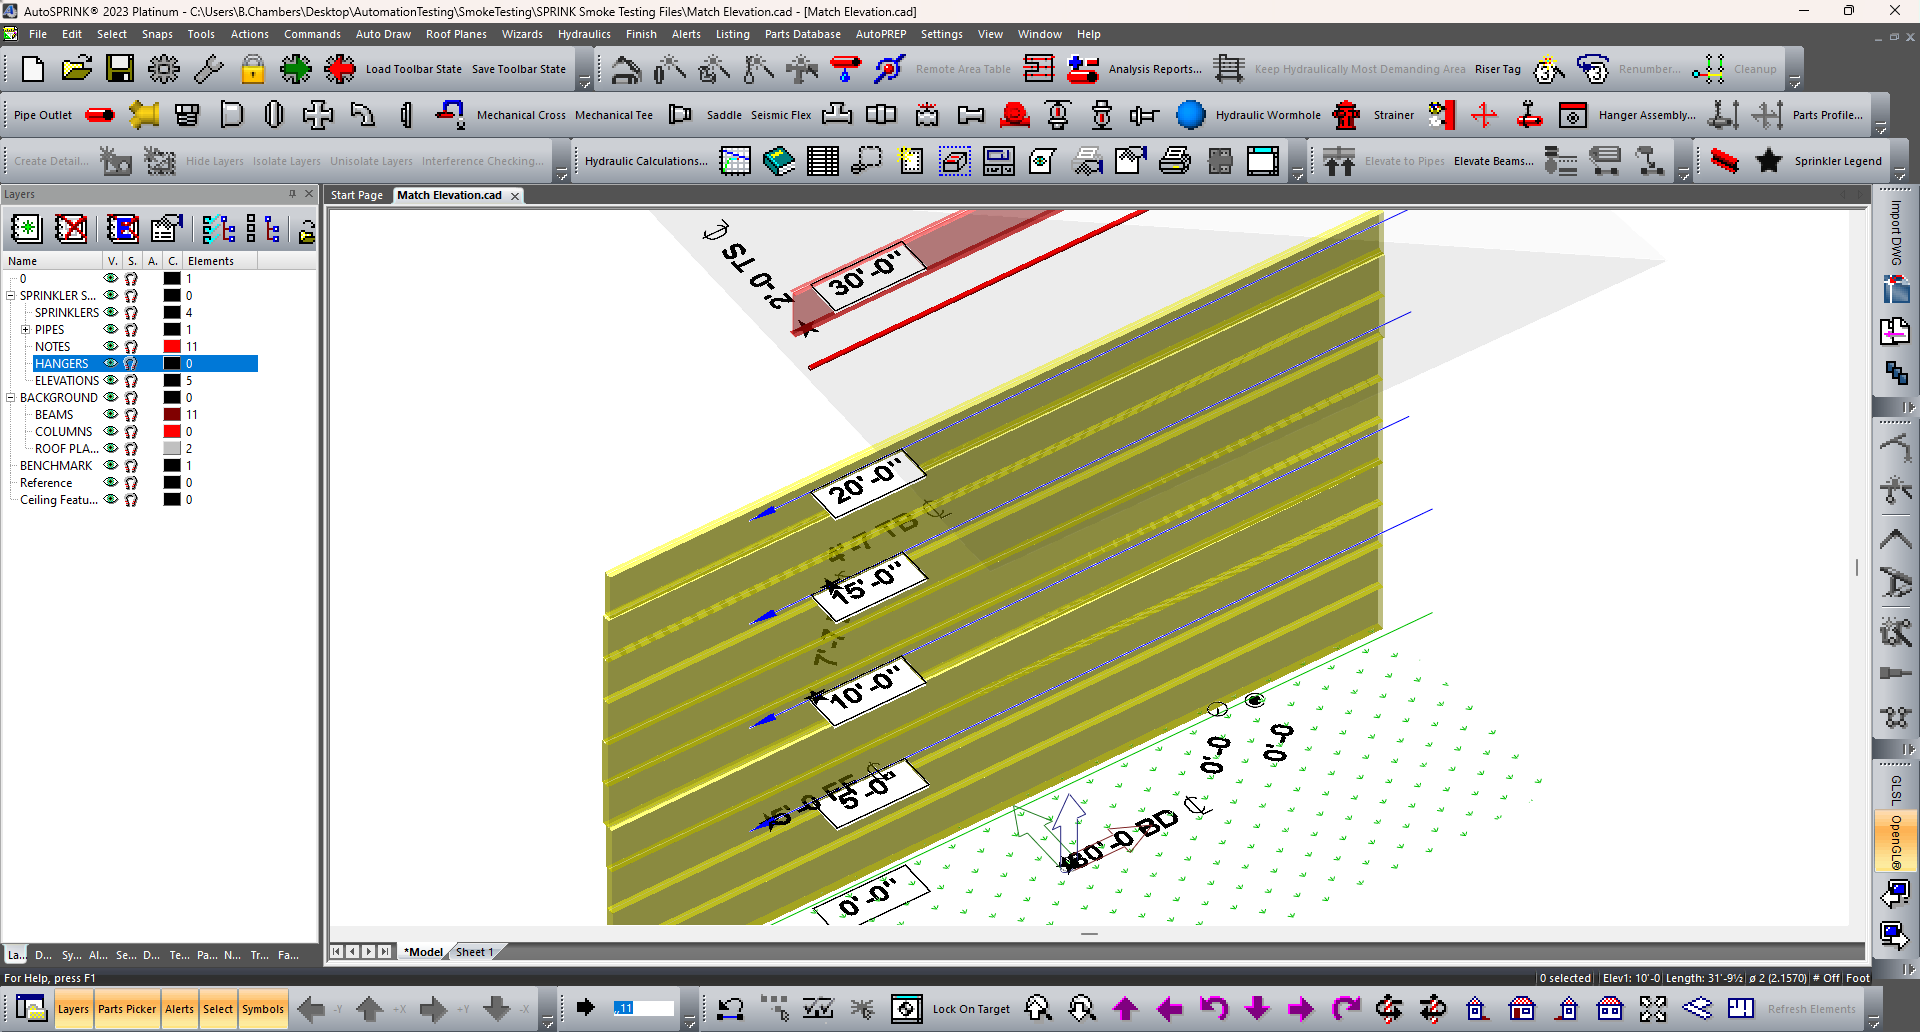 AutoSPRINK® 2023 Platinum - C:\Users\B.Chambers\Desktop\AutomationTesting\SmokeTesting\SPRINK Smoke Testing Files\Match Elevation.cad - [Match Elevation.cad]
File Edit Select Snaps Tools Actions Commands Auto Draw Roof Planes Wizards Hydraulics Finish Alerts Listing Parts Database AutoPREP Settings View Window Help
Load Toolbar State Save Toolbar State Remote Area Table Analysis Reports... Keep Hydraulically Most Demanding Area Riser Tag Renumber... Cleanup
Pipe Outlet Mechanical Cross Mechanical Tee Saddle Seismic Flex Hydraulic Wormhole Strainer Hanger Assembly... Parts Profile...
Create Detail... Hide Layers Isolate Layers Unisolate Layers Interference Checking... Hydraulic Calculations... Elevate to Pipes Elevate Beams... Sprinkler Legend
Layers
Start Page Match Elevation.cad
Name V. S. A. C. Elements
0 1
SPRINKLER S... 0
SPRINKLERS 4
PIPES 1
NOTES 11
HANGERS 0
ELEVATIONS 5
BACKGROUND 0
BEAMS 11
COLUMNS 0
ROOF PLA... 2
BENCHMARK 1
Reference 0
Ceiling Featu... 0
2'-0 TS
30'-0"
20'-0"
4'-7 TB
15'-0"
10'-0"
5'-0 FF
5'-0"
0'-0
0'-0
80'-0 BD
0'-0"
Import DWG
GLSL
OpenGL®
La... D... Sy... Al... Se... D... Te... Pa... N... Tr... Fa...
*Model Sheet 1
For Help, press F1
0 selected Elev1: 10'-0 Length: 31'-9½ ø 2 (2.1570) # Off Foot
Layers Parts Picker Alerts Select Symbols -Y +X +Y -X
Lock On Target Refresh Elements